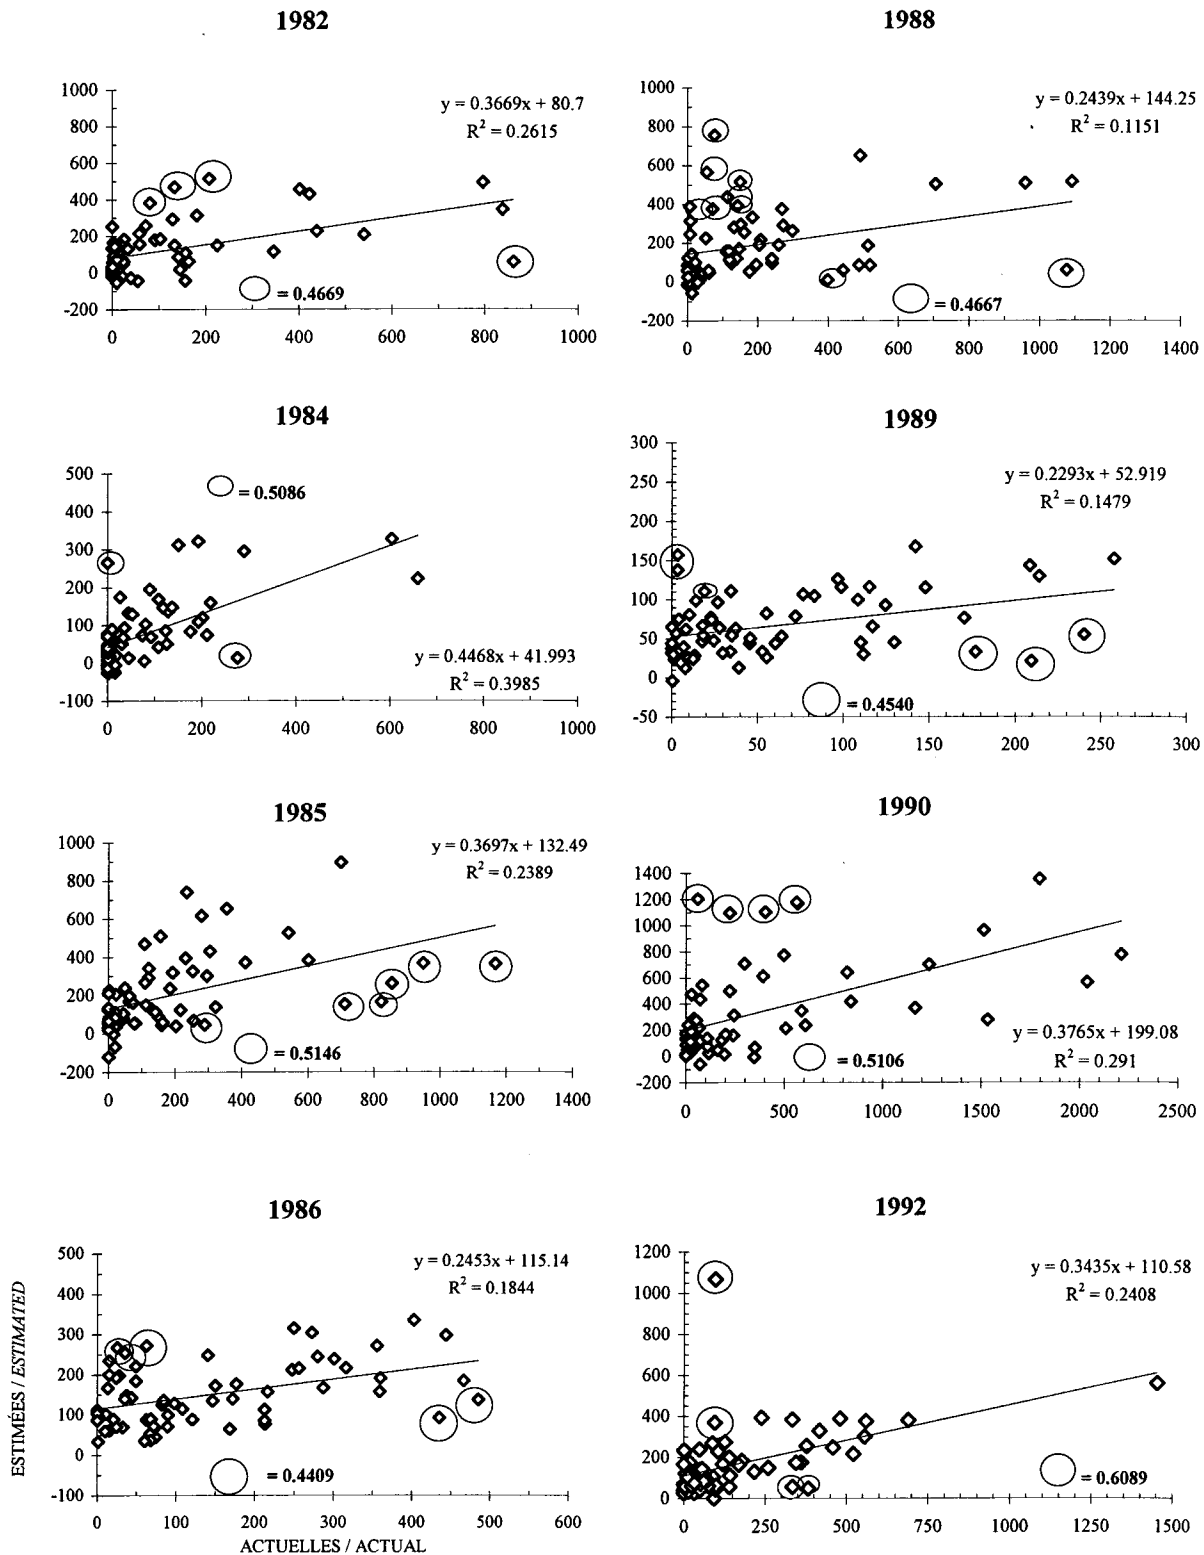 1982
1000
800
600
400
200
0
-200
0 200 400 600 800 1000
y = 0.3669x + 80.7
R² = 0.2615
= 0.4669
1988
1000
800
600
400
200
0
-200
0 200 400 600 800 1000 1200 1400
y = 0.2439x + 144.25
R² = 0.1151
= 0.4667
1984
500
400
300
200
100
0
-100
0 200 400 600 800 1000
= 0.5086
y = 0.4468x + 41.993
R² = 0.3985
1989
300
250
200
150
100
50
0
-50
0 50 100 150 200 250 300
y = 0.2293x + 52.919
R² = 0.1479
= 0.4540
1985
1000
800
600
400
200
0
-200
0 200 400 600 800 1000 1200 1400
y = 0.3697x + 132.49
R² = 0.2389
= 0.5146
1990
1400
1200
1000
800
600
400
200
0
-200
0 500 1000 1500 2000 2500
y = 0.3765x + 199.08
R² = 0.291
= 0.5106
1986
500
400
300
200
100
0
-100
0 100 200 300 400 500 600
y = 0.2453x + 115.14
R² = 0.1844
= 0.4409
ESTIMÉES / ESTIMATED
ACTUELLES / ACTUAL
1992
1200
1000
800
600
400
200
0
0 250 500 750 1000 1250 1500
y = 0.3435x + 110.58
R² = 0.2408
= 0.6089